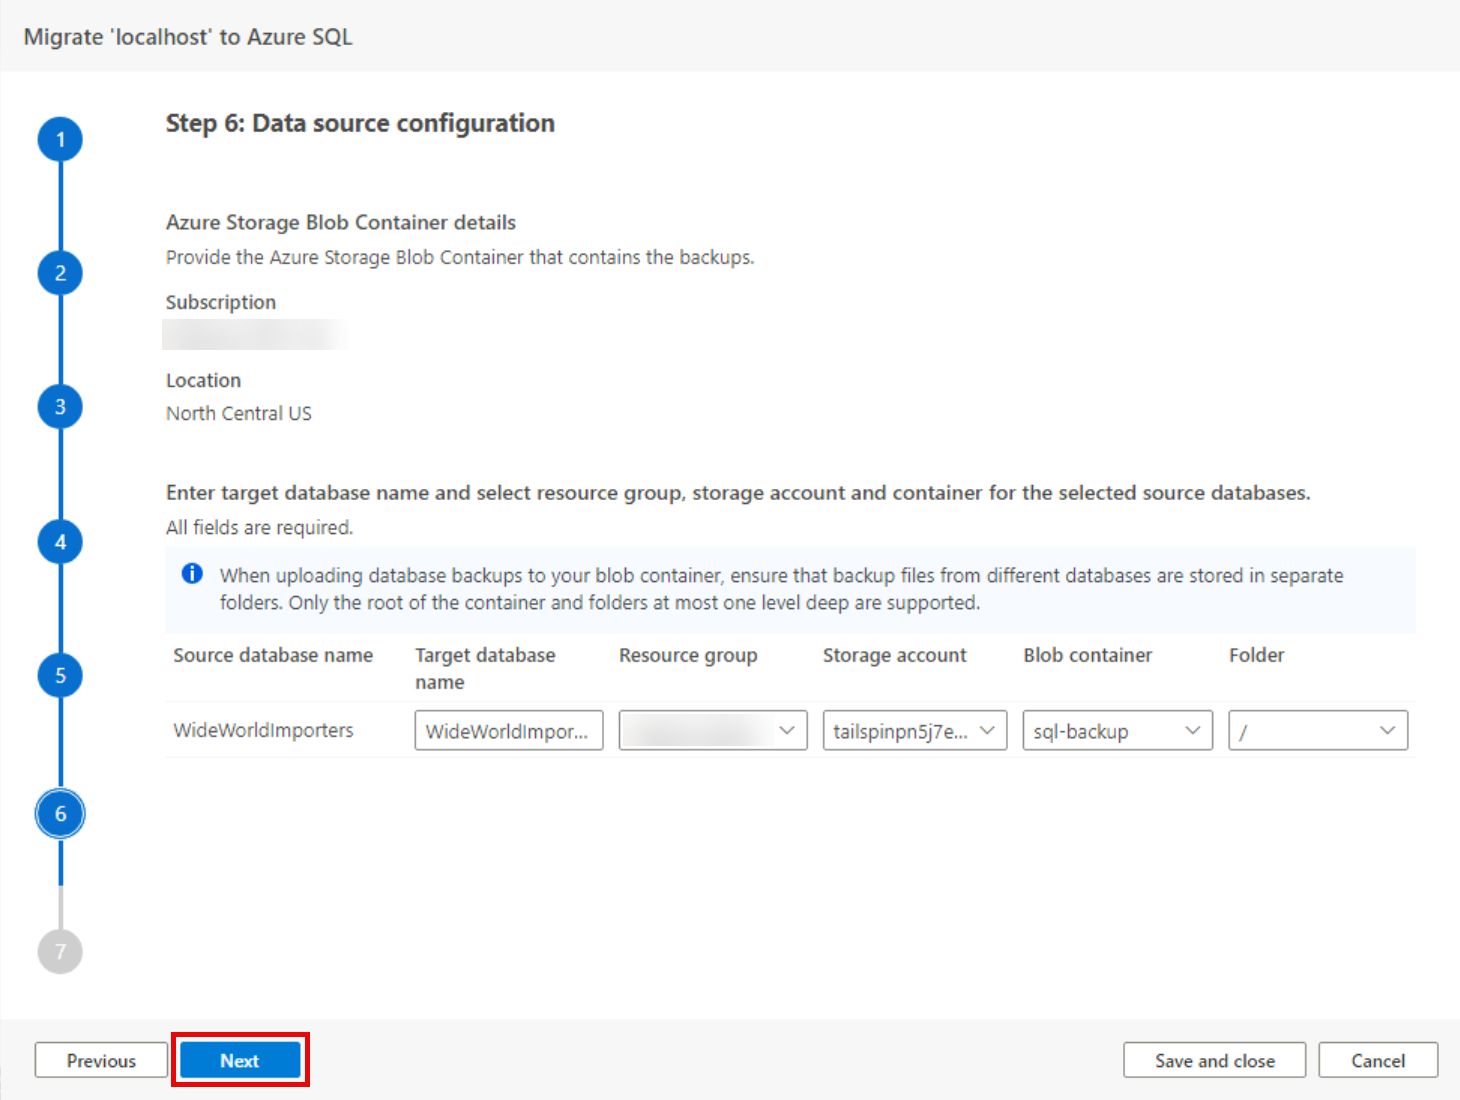 Migrate 'localhost' to Azure SQL
1
2
3
4
5
6
7
Step 6: Data source configuration
Azure Storage Blob Container details
Provide the Azure Storage Blob Container that contains the backups.
Subscription
Location
North Central US
Enter target database name and select resource group, storage account and container for the selected source databases.
All fields are required.
When uploading database backups to your blob container, ensure that backup files from different databases are stored in separate
folders. Only the root of the container and folders at most one level deep are supported.
Source database name
Target database
name
Resource group
Storage account
Blob container
Folder
WideWorldImporters
WideWorldImpor...
tailspinpn5j7e...
sql-backup
/
Previous
Next
Save and close
Cancel